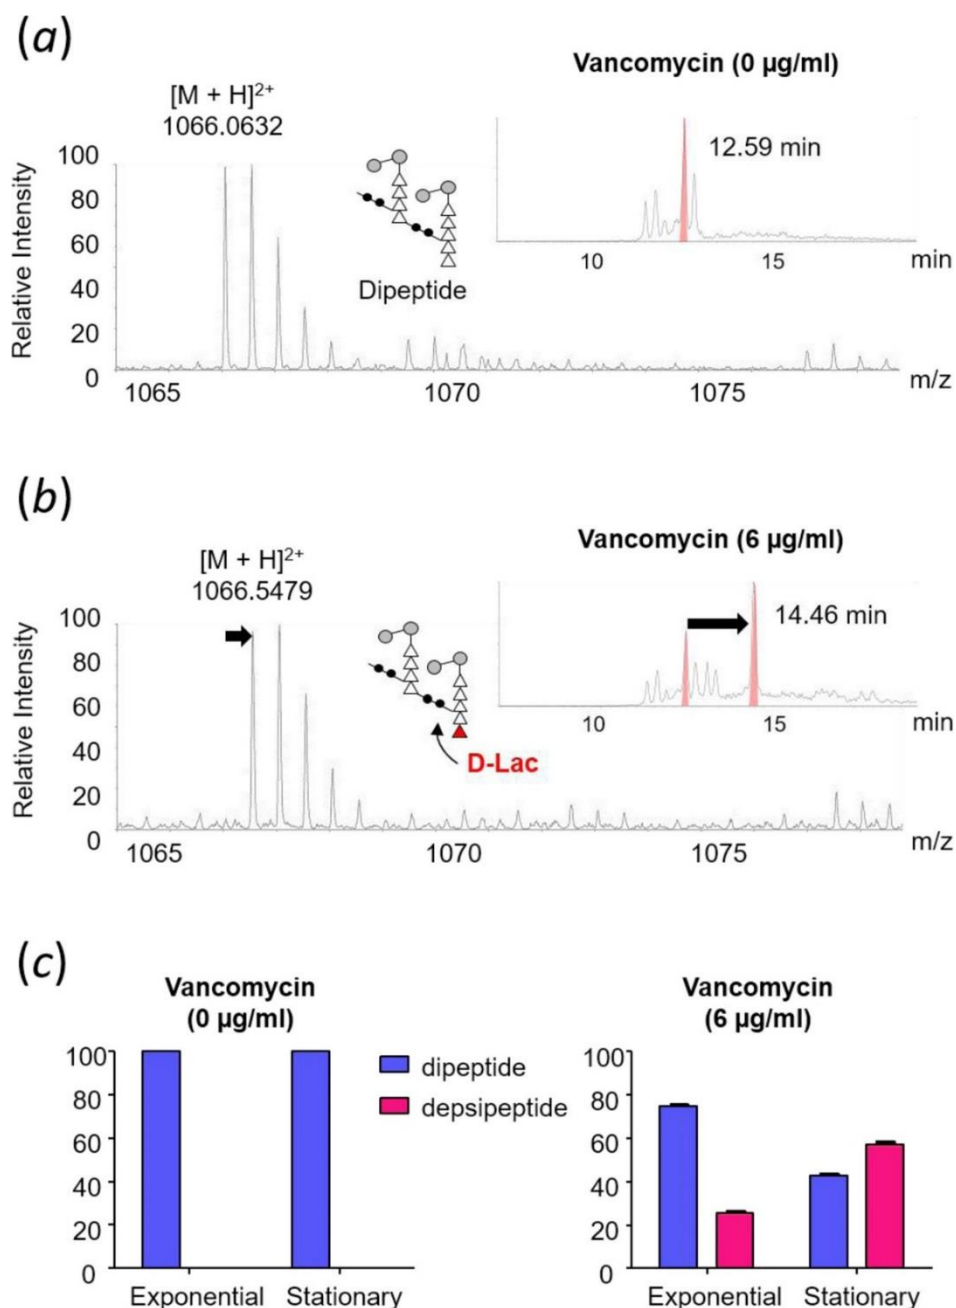 (a)
Vancomycin (0 µg/ml)
[M + H]2+
1066.0632
12.59 min
10 15 min
Relative Intensity
100
80
60
40
20
0
Dipeptide
1065 1070 1075 m/z
(b)
Vancomycin (6 µg/ml)
[M + H]2+
1066.5479
14.46 min
10 15 min
Relative Intensity
100
80
60
40
20
0
D-Lac
1065 1070 1075 m/z
(c)
Vancomycin
(0 µg/ml)
100
80
60
40
20
0
Exponential Stationary
dipeptide
depsipeptide
Vancomycin
(6 µg/ml)
100
80
60
40
20
0
Exponential Stationary